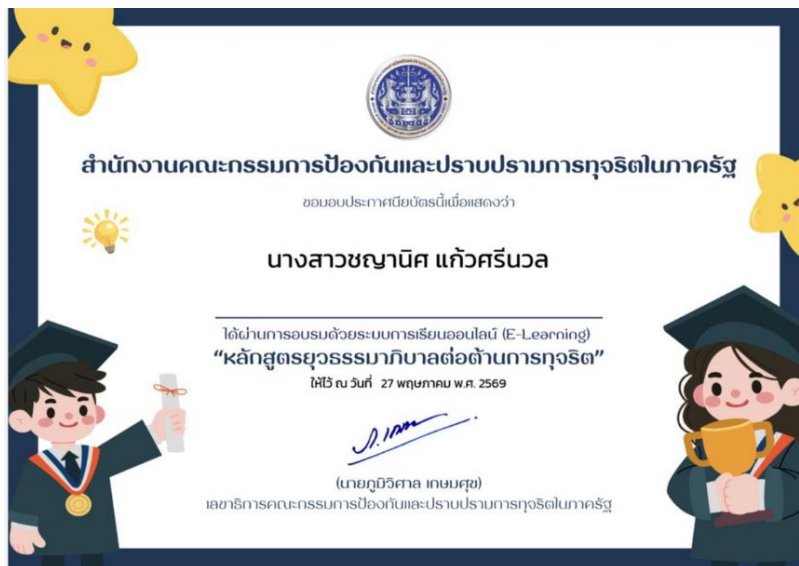 สำนักงานคณะกรรมการป้องกันและปราบปรามการทุจริตในภาครัฐ
ขอมอบประกาศนียบัตรนี้เพื่อแสดงว่า
นางสาวชญานิศ แก้วศรีนวล
ได้ผ่านการอบรมด้วยระบบการเรียนออนไลน์ (E-Learning)
“หลักสูตรยุวธรรมาภิบาลต่อต้านการทุจริต”
ให้ไว้ ณ วันที่ 27 พฤษภาคม พ.ศ. 2569
(นายภูมิวิศาล เกษมศุข)
เลขาธิการคณะกรรมการป้องกันและปราบปรามการทุจริตในภาครัฐ